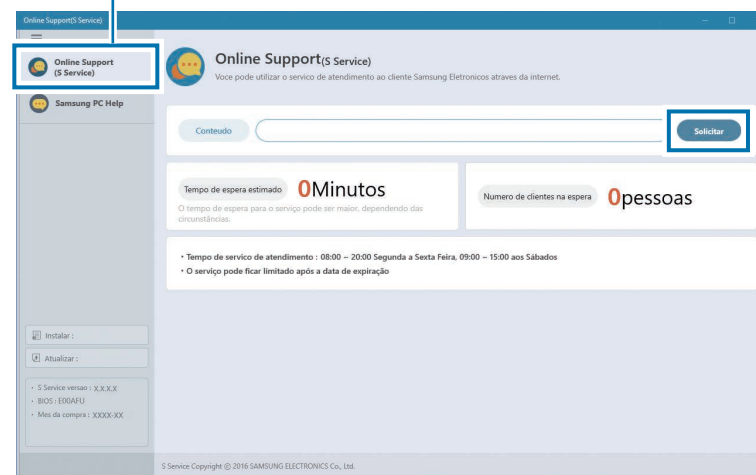 Online Support(S Service)
Online Support
(S Service)
Samsung PC Help
Online Support(S Service)
Voce pode utilizar o servico de atendimento ao cliente Samsung Eletronicos atraves da internet.
Conteudo
Solicitar
Tempo de espera estimado 0Minutos
O tempo de espera para o serviço pode ser maior, dependendo das
circunstâncias.
Numero de clientes na espera 0pessoas
• Tempo de servico de atendimento : 08:00 ~ 20:00 Segunda a Sexta Feira, 09:00 ~ 15:00 aos Sábados
• O serviço pode ficar limitado após a data de expiração
Instalar :
Atualizar :
• S Service versao : X.X.X.X
• BIOS : E00AFU
• Mes da compra : XXXX-XX
S Service Copyright © 2016 SAMSUNG ELECTRONICS Co., Ltd.